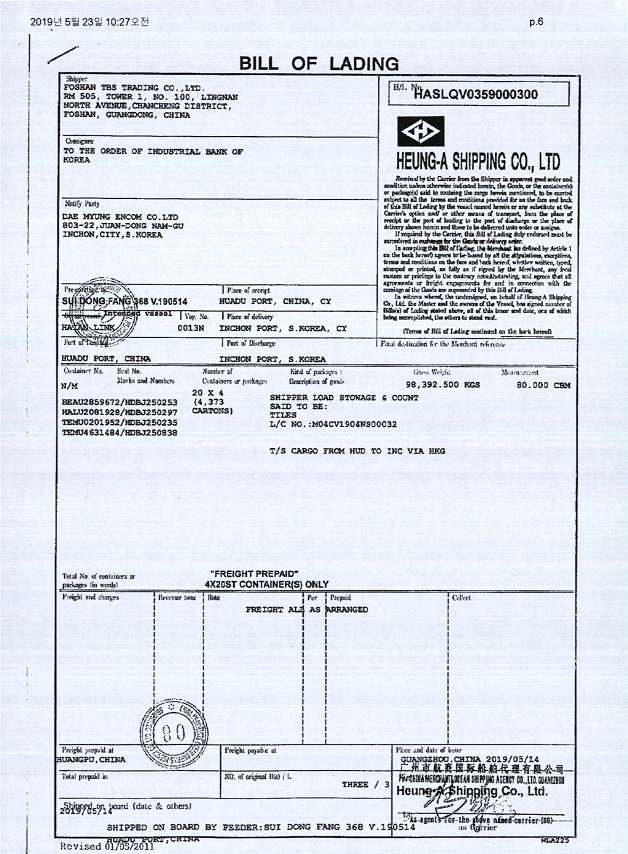 2019년 5월 23일 10:27오전
p.6
BILL OF LADING
Shipper
FOSHAN TBS TRADING CO.,LTD.
RM 505, TOWER 1, NO. 100, LINGNAN
NORTH AVENUE,CHANCHENG DISTRICT,
FOSHAN, GUANGDONG, CHINA
B/L No.
HASLQV0359000300
Consignee
TO THE ORDER OF INDUSTRIAL BANK OF
KOREA
HEUNG-A SHIPPING CO., LTD
Received by the Carrier from the Shipper in apparent good order and
condition unless otherwise indicated herein, the Goods, or the container(s)
or package(s) said to containing the cargo herein mentioned, to be carried
subject to all the terms and conditions provided for on the face and back
of this Bill of Lading by the vessel named herein or any substitute at the
Carrier's option and/ or other means of transport, from the place of
receipt or the port of loading to the port of discharge or the place of
delivery shown herein and there to be delivered unto order or assigns.
If required by the Carrier, this Bill of Lading duly endorsed must be
surrendered in exchange for the Goods or delivery order.
In accepting this Bill of Lading, the Merchant (as defined by Article 1
on the back hereof) agrees to be bound by all the stipulations, exceptions,
terms and conditions on the face and back hereof, whether written, typed,
stamped or printed, as fully as if signed by the Merchant, any local
custom or privilege to the contrary notwithstanding, and agrees that all
agreements or freight engagements for and in connection with the
carriage of the Goods are superseded by this Bill of Lading.
In witness whereof, the undersigned, on behalf of Heung-A Shipping
Co., Ltd, the Master and the owners of the Vessel, has signed number of
Bill(s) of Lading stated above, all of this tenor and date, one of which
being accomplished, the others to stand void.
(Terms of Bill of Lading continued on the back hereof)
Notify Party
DAE MYUNG ENCOM CO.LTD
803-22,JUAN-DONG NAM-GU
INCHON,CITY,S.KOREA
Pre-carriage by
Place of receipt
SUI DONG FANG 368 V.190514
HUADU PORT, CHINA, CY
Intended vessel
Voy. No.
Place of delivery
HAIAN LINK
0013N
INCHON PORT, S.KOREA, CY
Port of Loading
Port of Discharge
Final destination for the Merchant reference
HUADU PORT, CHINA
INCHON PORT, S.KOREA
Container No.
Seal No.
Marks and Numbers
Number of
Containers or packages
Kind of packages :
Description of goods
Gross Weight
Measurement
N/M
98,392.500 KGS
80.000 CBM
20 X 4
(4,373
CARTONS)
SHIPPER LOAD STOWAGE & COUNT
SAID TO BE:
TILES
L/C NO.:M04CV1904NS00032
BEAU2859672/HDBJ250253
HALU2081928/HDBJ250297
TEMU0201952/HDBJ250235
TEMU4631484/HDBJ250838
T/S CARGO FROM HUD TO INC VIA HKG
Total No. of containers or
packages (in words)
"FREIGHT PREPAID"
4X20ST CONTAINER(S) ONLY
Freight and charges
Revenue tons
Rate
Per
Prepaid
Collect
FREIGHT ALL AS ARRANGED
80
Freight prepaid at
HUANGPU,CHINA
Freight payable at
Place and date of issue
GUANGZHOU,CHINA 2019/05/14
广州市航商国际船舶代理有限公司
Total prepaid in
NO. of original B(s) / L
THREE / 3
Heung-A Shipping Co., Ltd.
As agents for the above named carrier (08)
as Carrier
Shipped on board (date & others)
2019/05/14
SHIPPED ON BOARD BY FEEDER:SUI DONG FANG 368 V.190514
HUADU PORT,CHINA
Revised 01/05/2011
HLA225